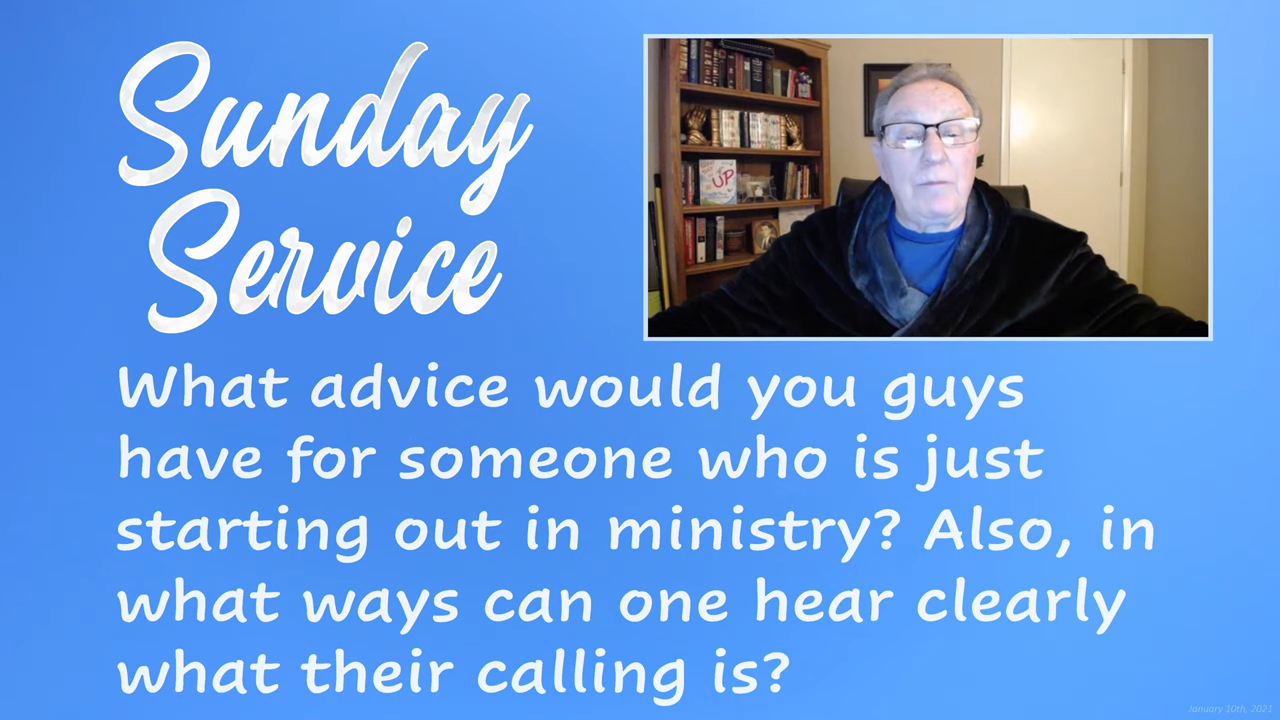 Sunday
Service
UP
What advice would you guys
have for someone who is just
starting out in ministry? Also, in
what ways can one hear clearly
what their calling is?
January 10th, 2021